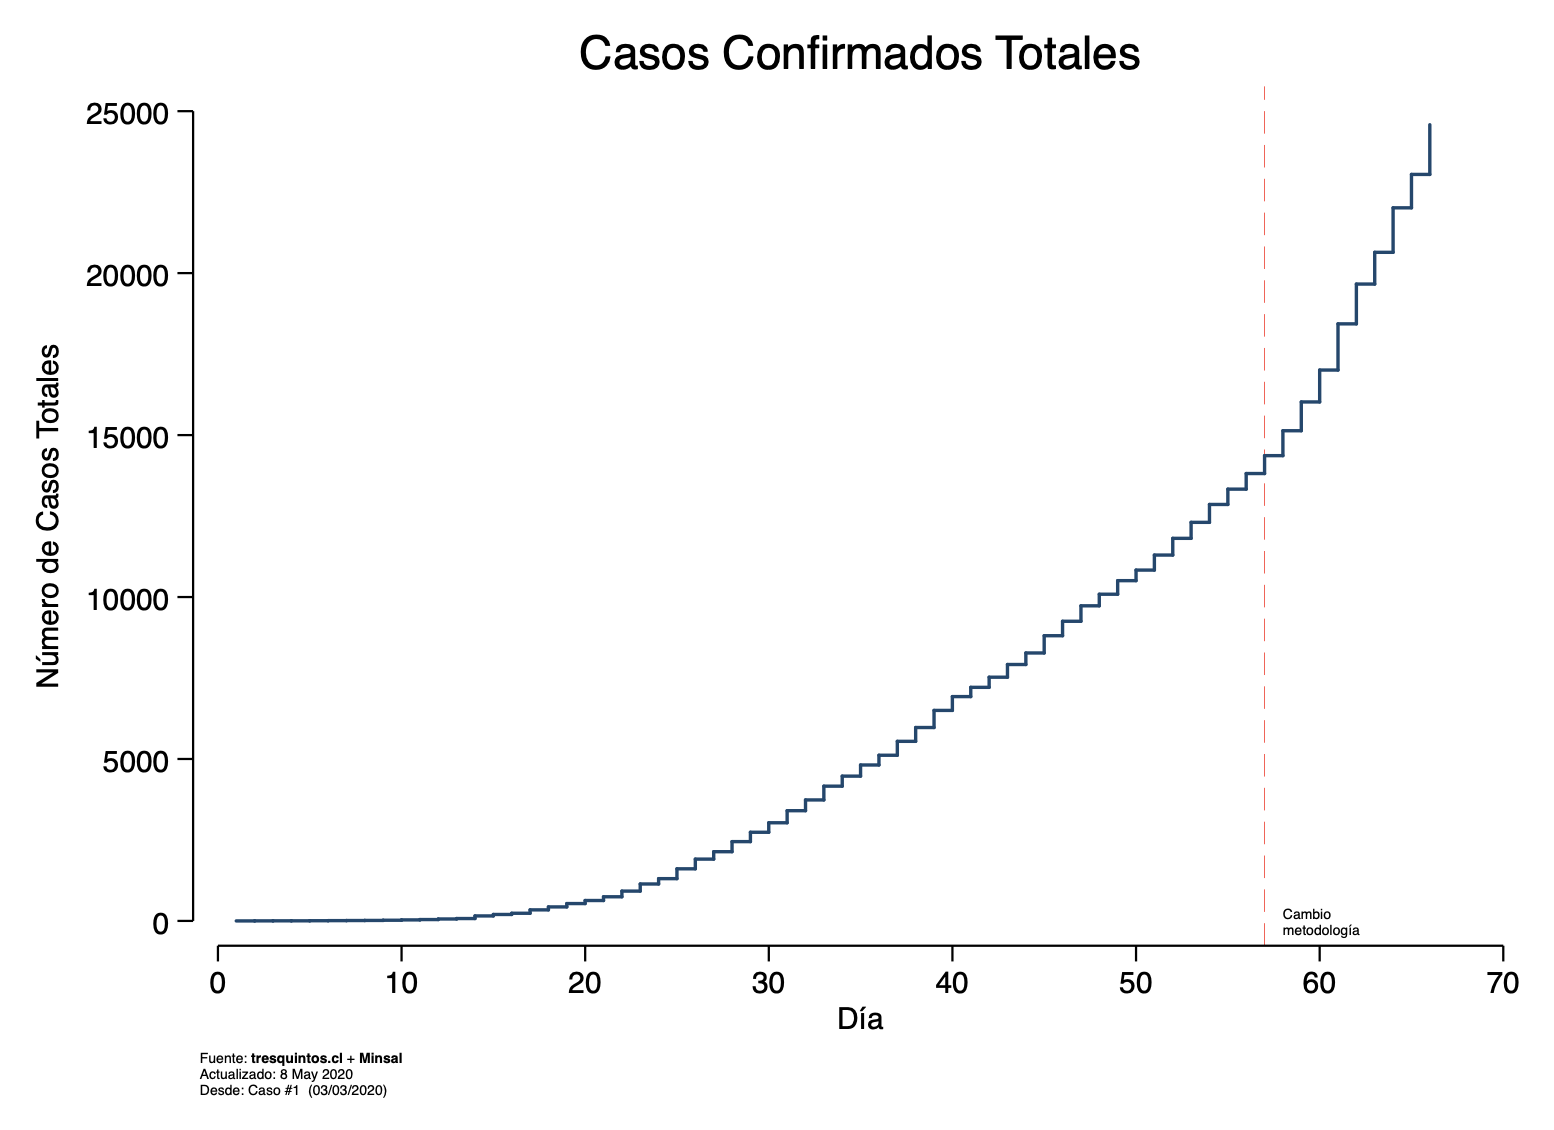 Casos Confirmados Totales
25000
20000
15000
10000
5000
0
Número de Casos Totales
Cambio
metodología
0 10 20 30 40 50 60 70
Día
Fuente: tresquintos.cl + Minsal
Actualizado: 8 May 2020
Desde: Caso #1 (03/03/2020)